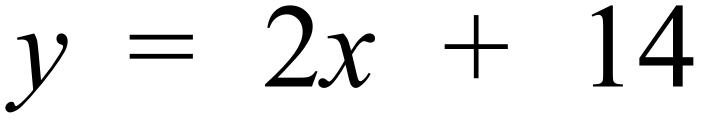 y = 2x + 14